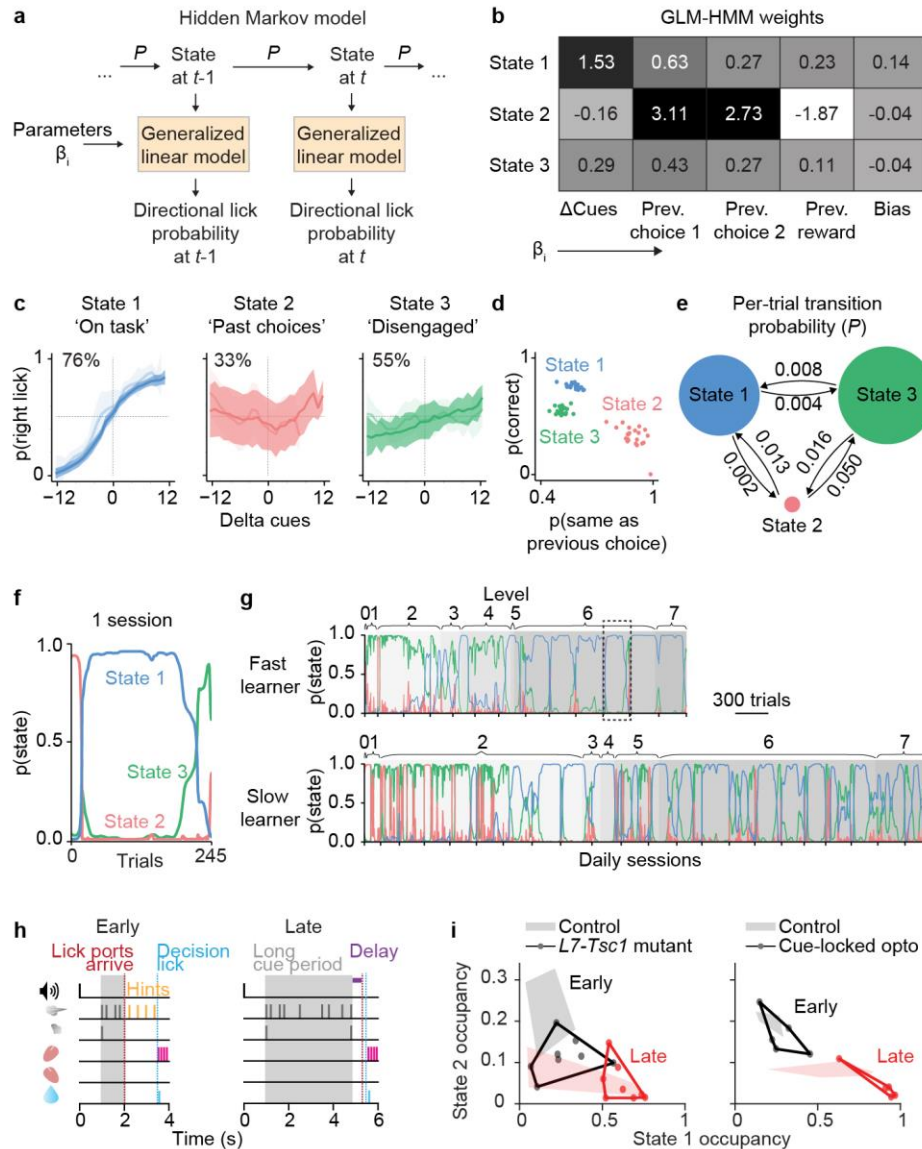 a
Hidden Markov model
P
P
P
...
State
at t-1
State
at t
...
Parameters
βi
Generalized
linear model
Generalized
linear model
Directional lick
probability
at t-1
Directional lick
probability
at t
b
GLM-HMM weights
State 1
1.53
0.63
0.27
0.23
0.14
State 2
-0.16
3.11
2.73
-1.87
-0.04
State 3
0.29
0.43
0.27
0.11
-0.04
ΔCues
Prev.
choice 1
Prev.
choice 2
Prev.
reward
Bias
βi
c
State 1
'On task'
State 2
'Past choices'
State 3
'Disengaged'
1
76%
33%
55%
p(right lick)
0
−12
0
12
−12
0
12
−12
0
12
Delta cues
d
1
State 1
State 2
State 3
p(correct)
0
0.4
1
p(same as
previous choice)
e
Per-trial transition
probability (P)
State 1
State 3
State 2
0.008
0.004
0.013
0.002
0.016
0.050
f
1 session
1.0
0.5
0.0
p(state)
State 1
State 3
State 2
0
Trials
245
g
Level
0 1 2 3 4 5 6 7
Fast
learner
p(state)
1.0
0.5
0.0
300 trials
0 1 2 3 4 5 6 7
Slow
learner
p(state)
1.0
0.5
0.0
Daily sessions
h
Early
Late
Lick ports
arrive
Decision
lick
Hints
Long
cue period
Delay
0
2
4
0
2
4
6
Time (s)
i
Control
L7-Tsc1 mutant
Control
Cue-locked opto
0.3
0.2
0.1
0
State 2 occupancy
Early
Late
Early
Late
0
0.5
1
0
0.5
1
State 1 occupancy